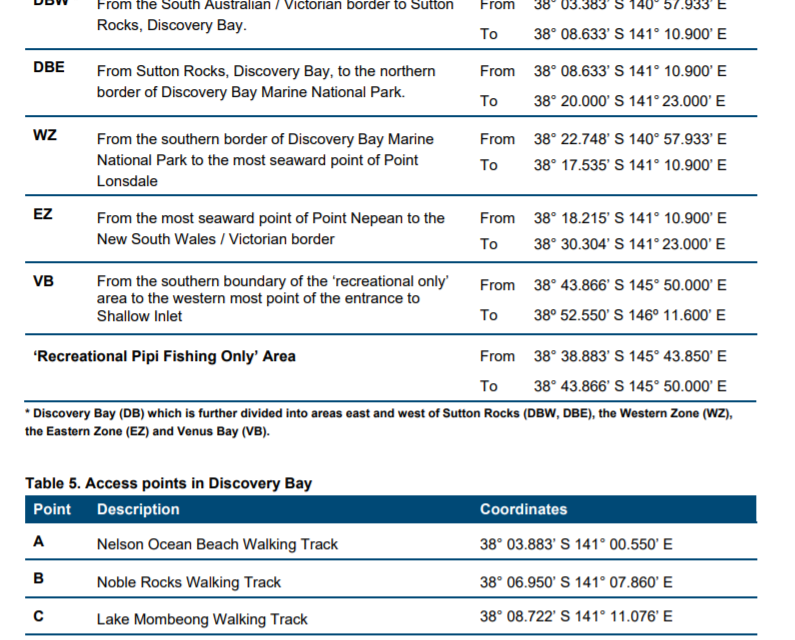 DBW From the South Australian / Victorian border to Sutton From 38° 03.383’ S 140° 57.933’ E
Rocks, Discovery Bay.
To 38° 08.633’ S 141° 10.900’ E
DBE From Sutton Rocks, Discovery Bay, to the northern From 38° 08.633’ S 141° 10.900’ E
border of Discovery Bay Marine National Park.
To 38° 20.000’ S 141° 23.000’ E
WZ From the southern border of Discovery Bay Marine From 38° 22.748’ S 140° 57.933’ E
National Park to the most seaward point of Point To 38° 17.535’ S 141° 10.900’ E
Lonsdale
EZ From the most seaward point of Point Nepean to the From 38° 18.215’ S 141° 10.900’ E
New South Wales / Victorian border To 38° 30.304’ S 141° 23.000’ E
VB From the southern boundary of the ‘recreational only’ From 38° 43.866’ S 145° 50.000’ E
area to the western most point of the entrance to
Shallow Inlet To 38º 52.550’ S 146º 11.600’ E
‘Recreational Pipi Fishing Only’ Area From 38° 38.883’ S 145° 43.850’ E
To 38° 43.866’ S 145° 50.000’ E
* Discovery Bay (DB) which is further divided into areas east and west of Sutton Rocks (DBW, DBE), the Western Zone (WZ),
the Eastern Zone (EZ) and Venus Bay (VB).
Table 5. Access points in Discovery Bay
Point Description Coordinates
A Nelson Ocean Beach Walking Track 38° 03.883’ S 141° 00.550’ E
B Noble Rocks Walking Track 38° 06.950’ S 141° 07.860’ E
C Lake Mombeong Walking Track 38° 08.722’ S 141° 11.076’ E